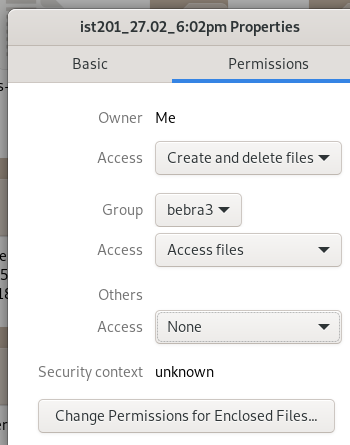 ist201_27.02_6:02pm Properties
Basic Permissions
Owner Me
Access Create and delete files
Group bebra3
Access Access files
Others
Access None
Security context unknown
Change Permissions for Enclosed Files...